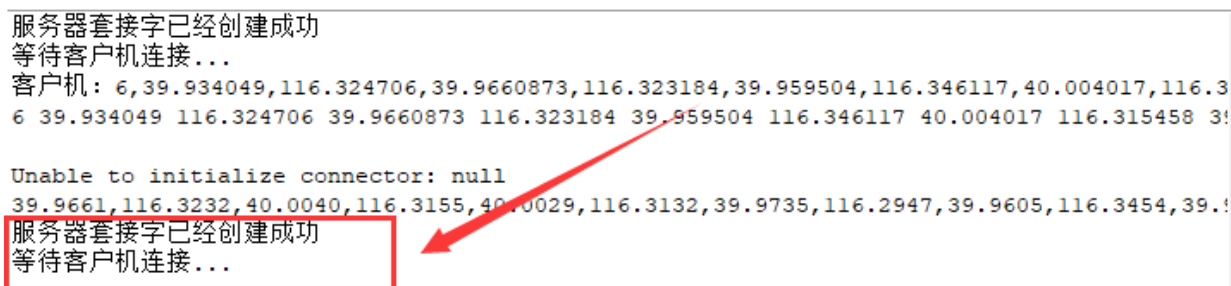 服务器套接字已经创建成功
等待客户机连接...
客户机：6,39.934049,116.324706,39.9660873,116.323184,39.959504,116.346117,40.004017,116.3
6 39.934049 116.324706 39.9660873 116.323184 39.959504 116.346117 40.004017 116.315458
Unable to initialize connector: null
39.9661,116.3232,40.0040,116.3155,40.0029,116.3132,39.9735,116.2947,39.9605,116.3454,39.
服务器套接字已经创建成功
等待客户机连接...